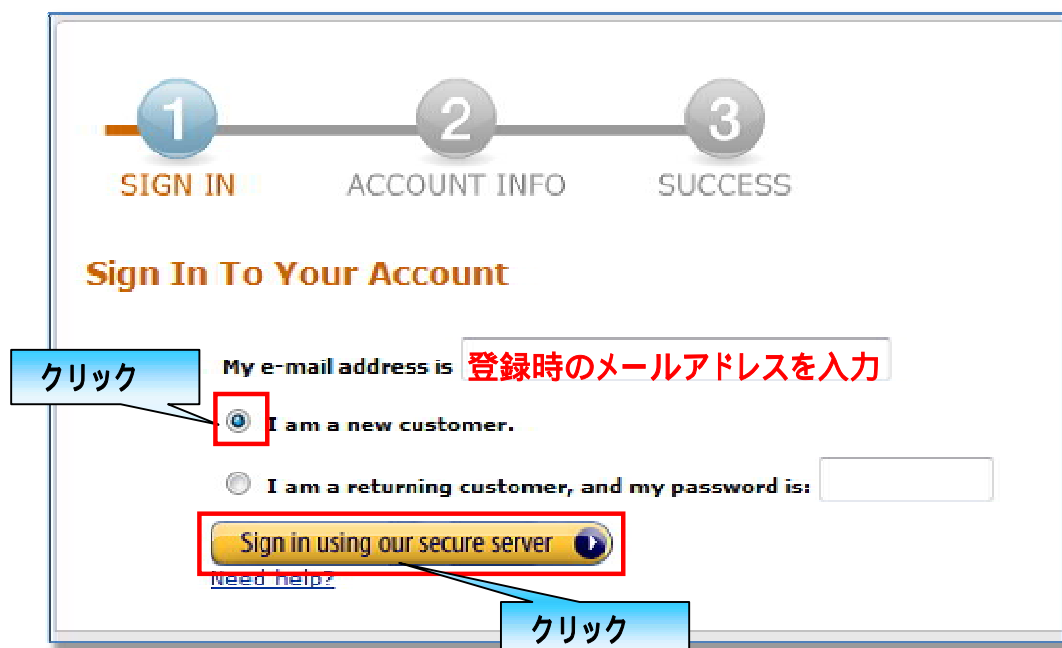 1 2 3
SIGN IN ACCOUNT INFO SUCCESS
Sign In To Your Account
My e-mail address is 登録時のメールアドレスを入力
クリック
I am a new customer.
I am a returning customer, and my password is:
Sign in using our secure server
Need help?
クリック